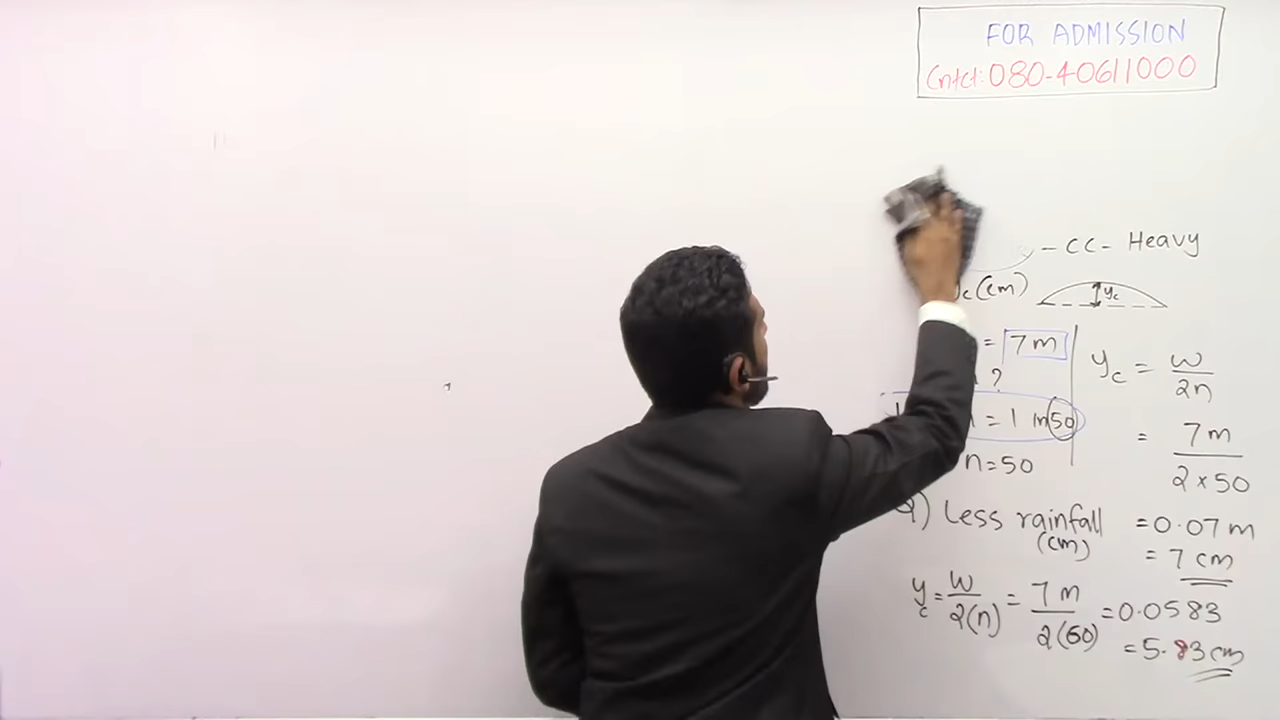 FOR ADMISSION
Cntct: 080-40611000
- CC - Heavy
(cm)
yc
= 7m
?
= 1 in 50
n=50
yc = w/2n
= 7m/2×50
= 0.07 m
= 7 cm
) Less rainfall
(cm)
yc = w/2(n) = 7m/2(60) = 0.0583
= 5.83 cm